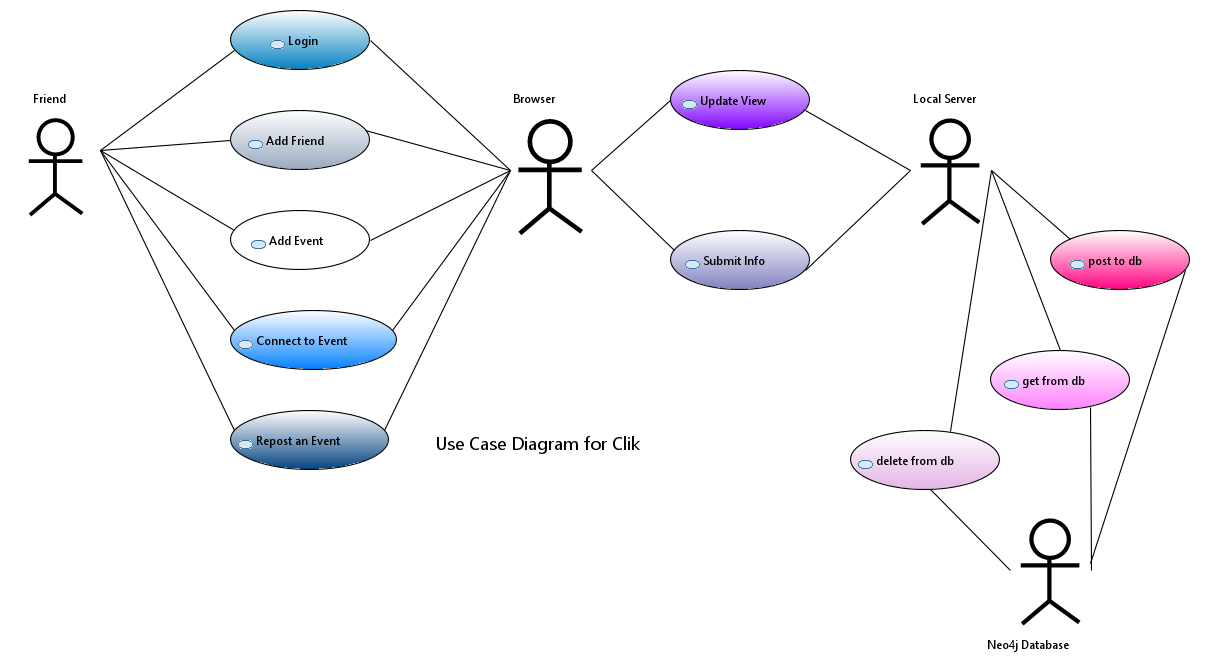 Login
Friend
Browser
Update View
Local Server
Add Friend
Add Event
Submit Info
post to db
Connect to Event
get from db
Repost an Event
Use Case Diagram for Clik
delete from db
Neo4j Database